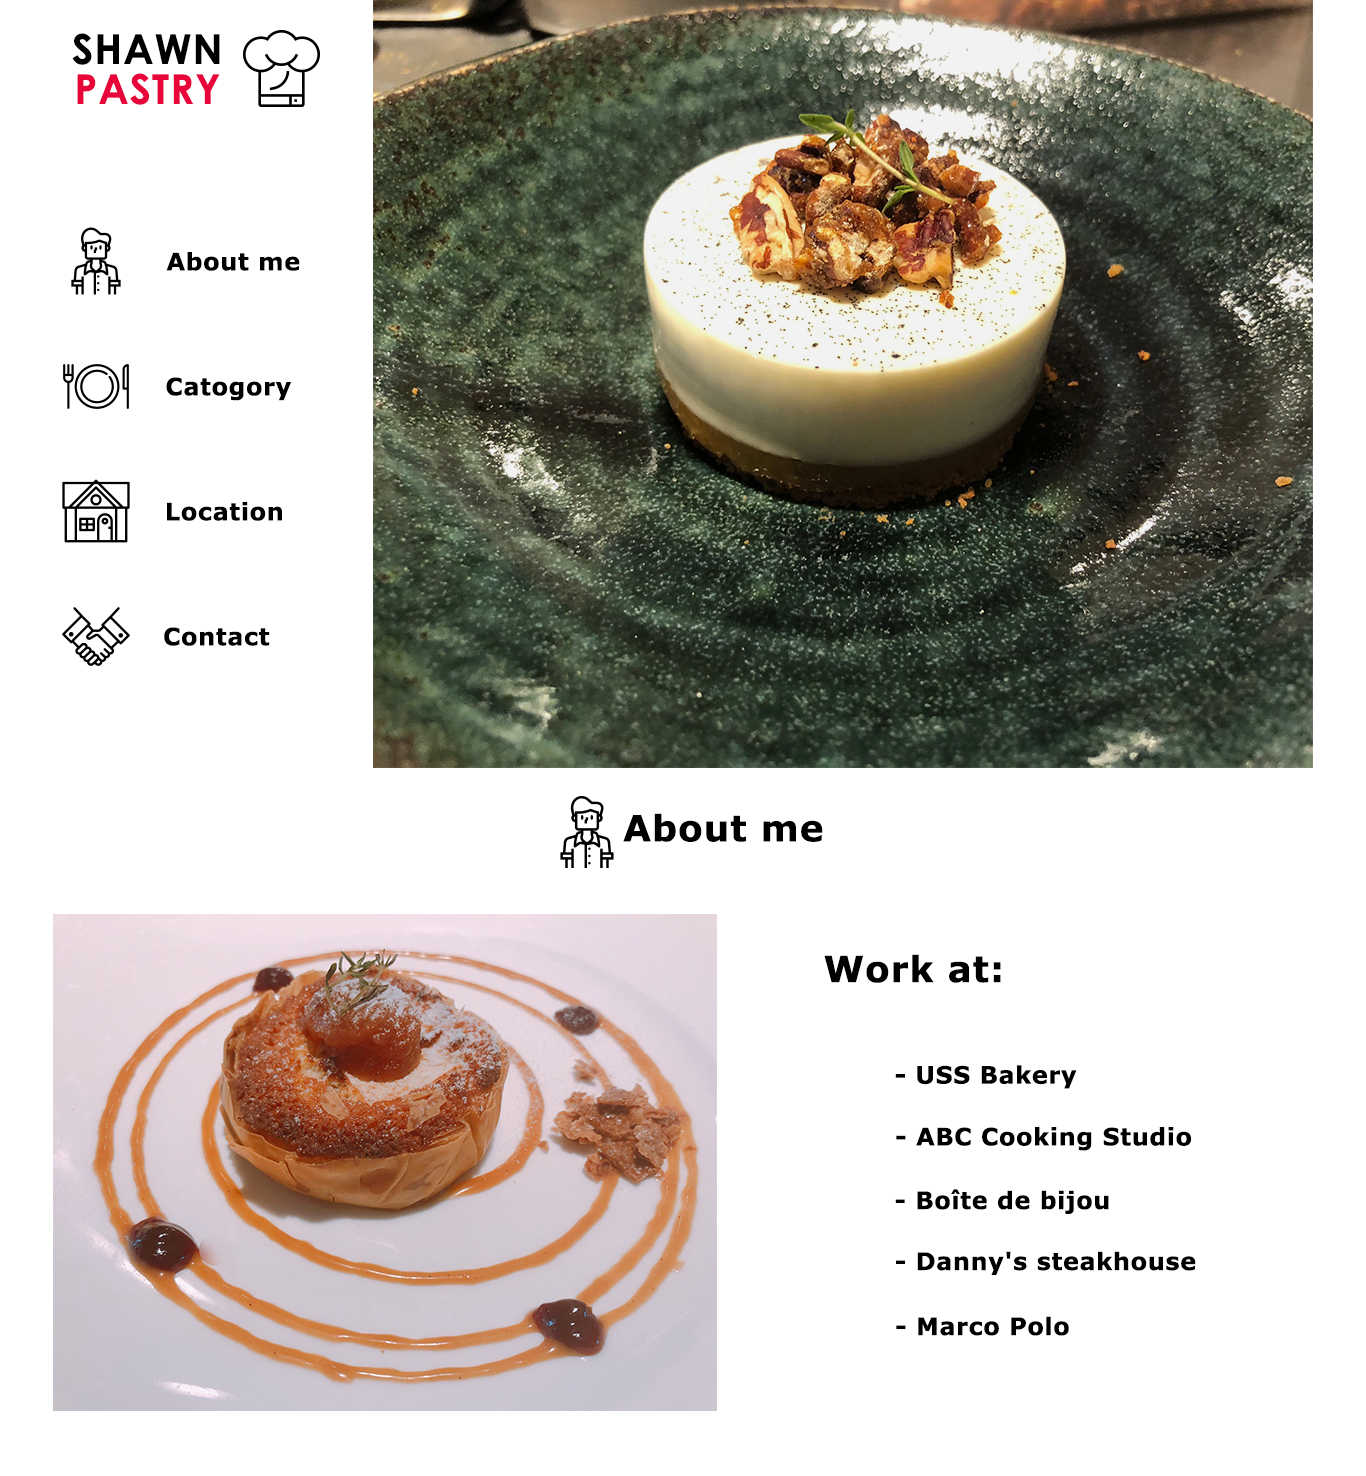 SHAWN
PASTRY
About me
Catogory
Location
Contact
About me
Work at:
- USS Bakery
- ABC Cooking Studio
- Boîte de bijou
- Danny's steakhouse
- Marco Polo